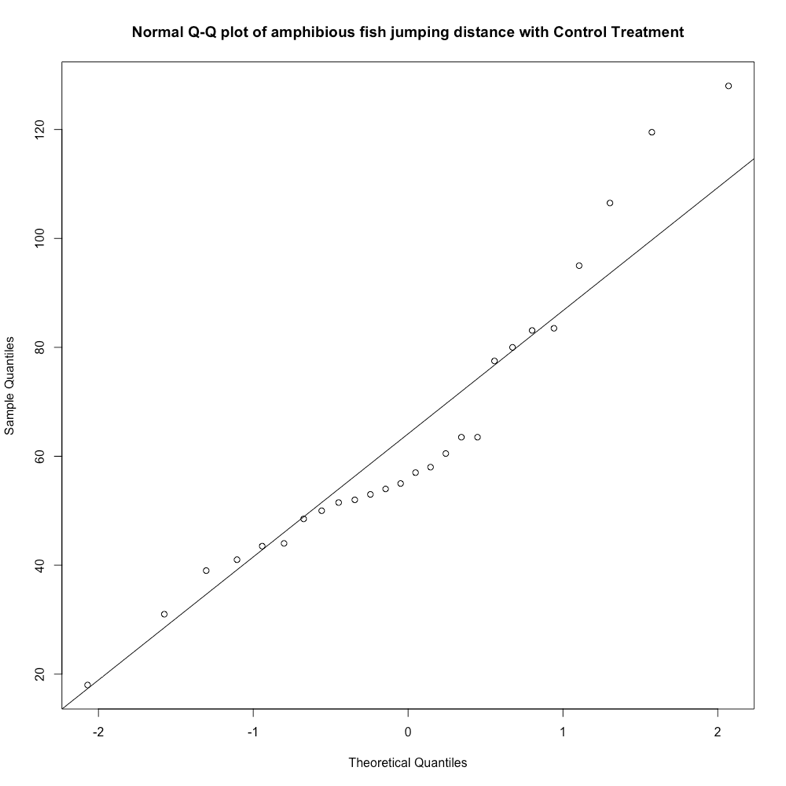 Normal Q-Q plot of amphibious fish jumping distance with Control Treatment
Sample Quantiles
120
100
80
60
40
20
-2 -1 0 1 2
Theoretical Quantiles